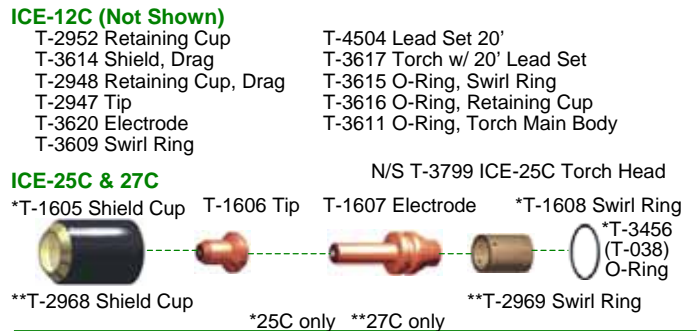 ICE-12C (Not Shown)
T-2952 Retaining Cup
T-3614 Shield, Drag
T-2948 Retaining Cup, Drag
T-2947 Tip
T-3620 Electrode
T-3609 Swirl Ring
T-4504 Lead Set 20’
T-3617 Torch w/ 20’ Lead Set
T-3615 O-Ring, Swirl Ring
T-3616 O-Ring, Retaining Cup
T-3611 O-Ring, Torch Main Body
N/S T-3799 ICE-25C Torch Head
ICE-25C & 27C
*T-1605 Shield Cup
T-1606 Tip
T-1607 Electrode
*T-1608 Swirl Ring
*T-3456
(T-038)
O-Ring
**T-2968 Shield Cup
**T-2969 Swirl Ring
*25C only **27C only